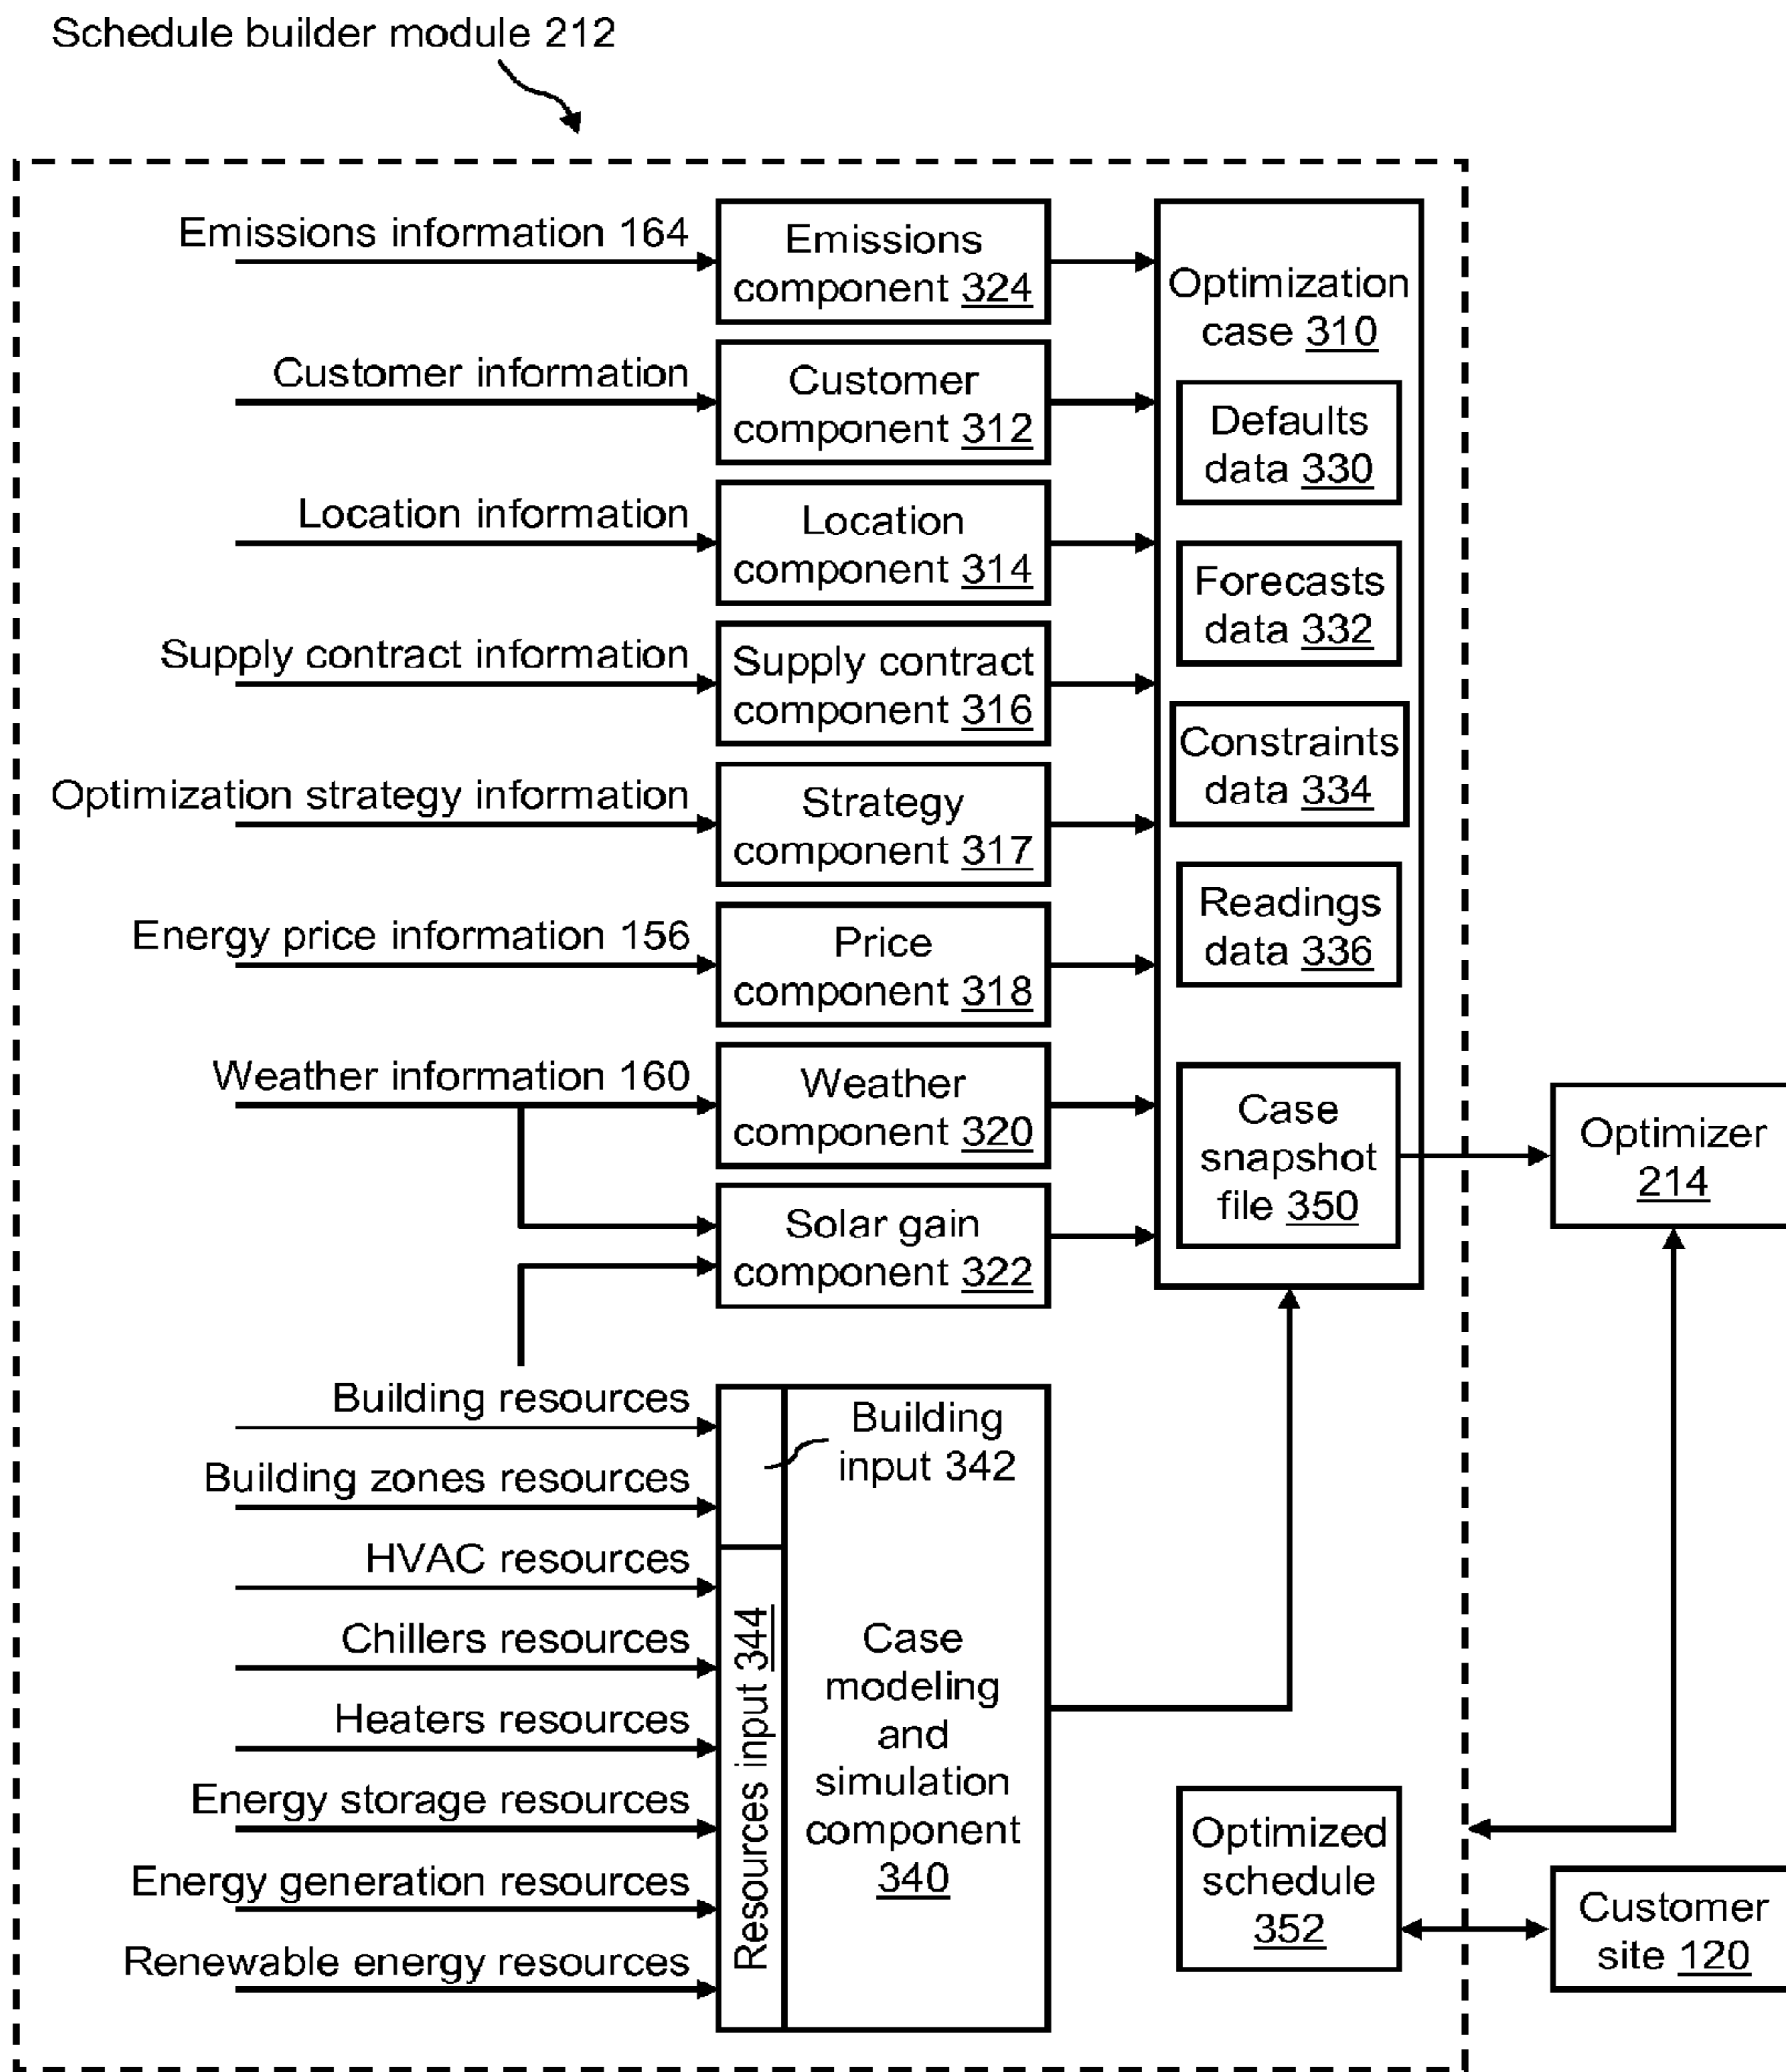 Schedule builder module 212
Emissions information 164
Emissions
component 324
Customer information
Customer
component 312
Location information
Location
component 314
Supply contract information
Supply contract
component 316
Optimization strategy information
Strategy
component 317
Energy price information 156
Price
component 318
Weather information 160
Weather
component 320
Solar gain
component 322
Optimization
case 310
Defaults
data 330
Forecasts
data 332
Constraints
data 334
Readings
data 336
Case
snapshot
file 350
Optimizer
214
Building resources
Building zones resources
HVAC resources
Chillers resources
Heaters resources
Energy storage resources
Energy generation resources
Renewable energy resources
Building
input 342
Resources input 344
Case
modeling
and
simulation
component
340
Optimized
schedule
352
Customer
site 120